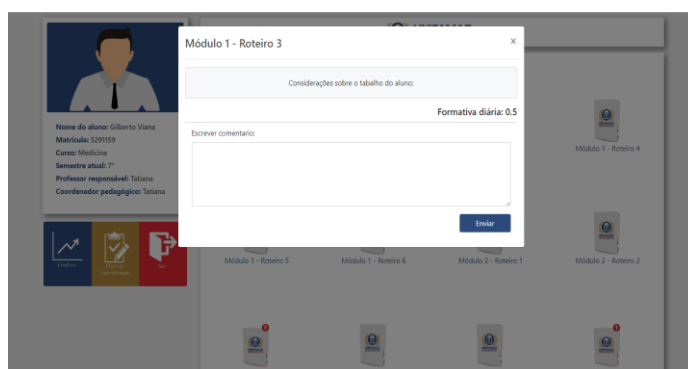 Módulo 1 - Roteiro 3
×
Considerações sobre o tabalho do aluno:
Formativa diária: 0.5
Escrever comentario:
Enviar
Nome do aluno: Gilberto Viana
Matrícula: 5291159
Curso: Medicina
Semestre atual: 7°
Professor responsável: Tatiana
Coordenador pedagógico: Tatiana
Sair
Módulo 1 - Roteiro 4
Módulo 1 - Roteiro 5
Módulo 1 - Roteiro 6
Módulo 2 - Roteiro 1
Módulo 2 - Roteiro 2